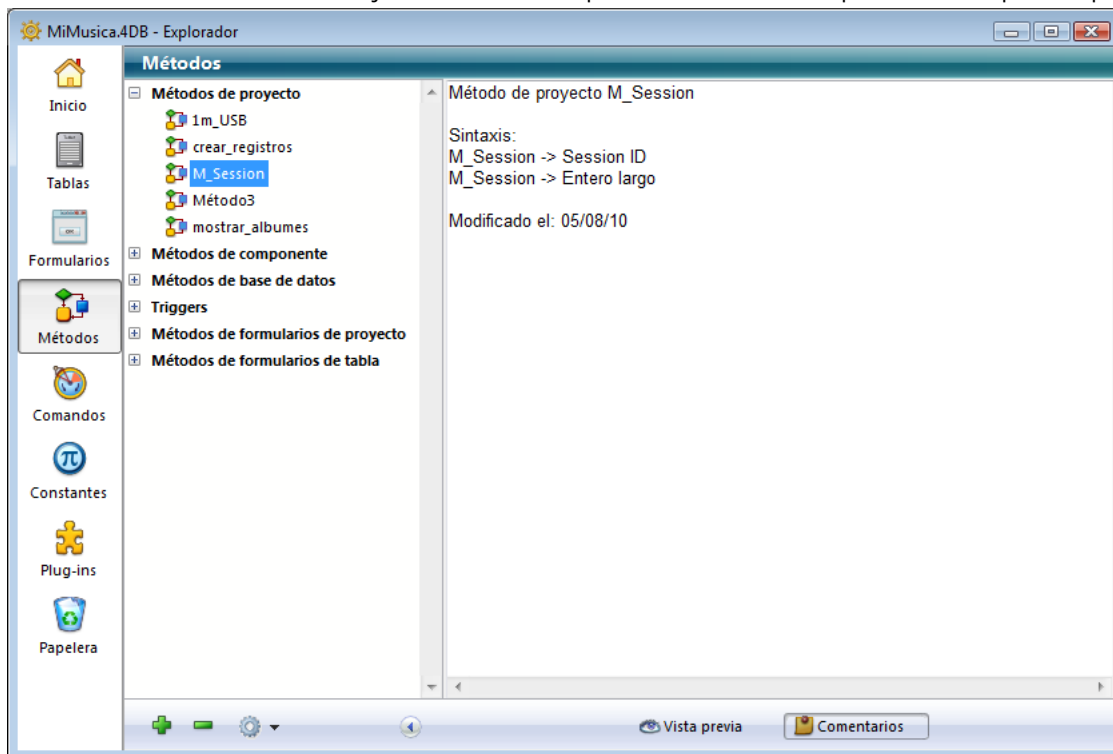 MiMusica.4DB - Explorador
Métodos
Inicio
Tablas
Formularios
Métodos
Comandos
Constantes
Plug-ins
Papelera
Métodos de proyecto
1m_USB
crear_registros
M_Session
Método3
mostrar_albumes
Métodos de componente
Métodos de base de datos
Triggers
Métodos de formularios de proyecto
Métodos de formularios de tabla
Método de proyecto M_Session
Sintaxis:
M_Session -> Session ID
M_Session -> Entero largo
Modificado el: 05/08/10
Vista previa
Comentarios